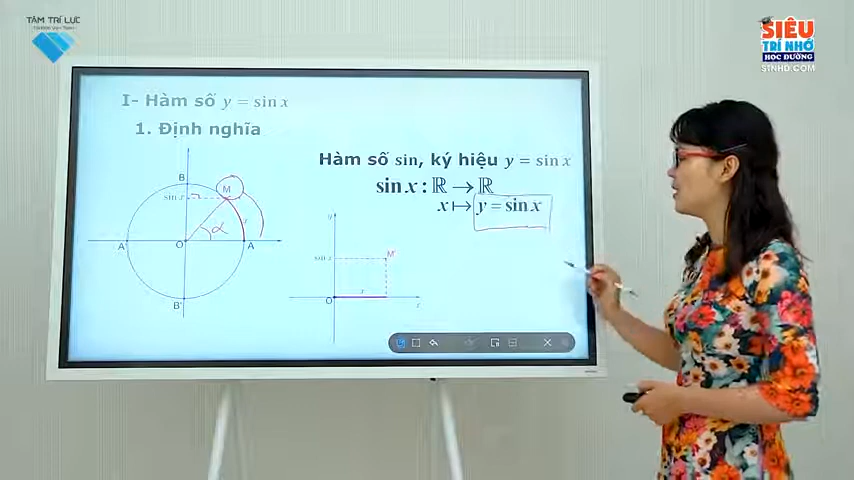 TÂM TRÍ LỰC
SIÊU
TRÍ NHỚ
HỌC ĐƯỜNG
STNHD.COM
I- Hàm số y = sin x
1. Định nghĩa
Hàm số sin, ký hiệu y = sin x
sin x : ℝ → ℝ
x ↦ y = sin x
B
M
sin x
x
α
A'
O
A
B'
y
sin x
M'
x
O
x